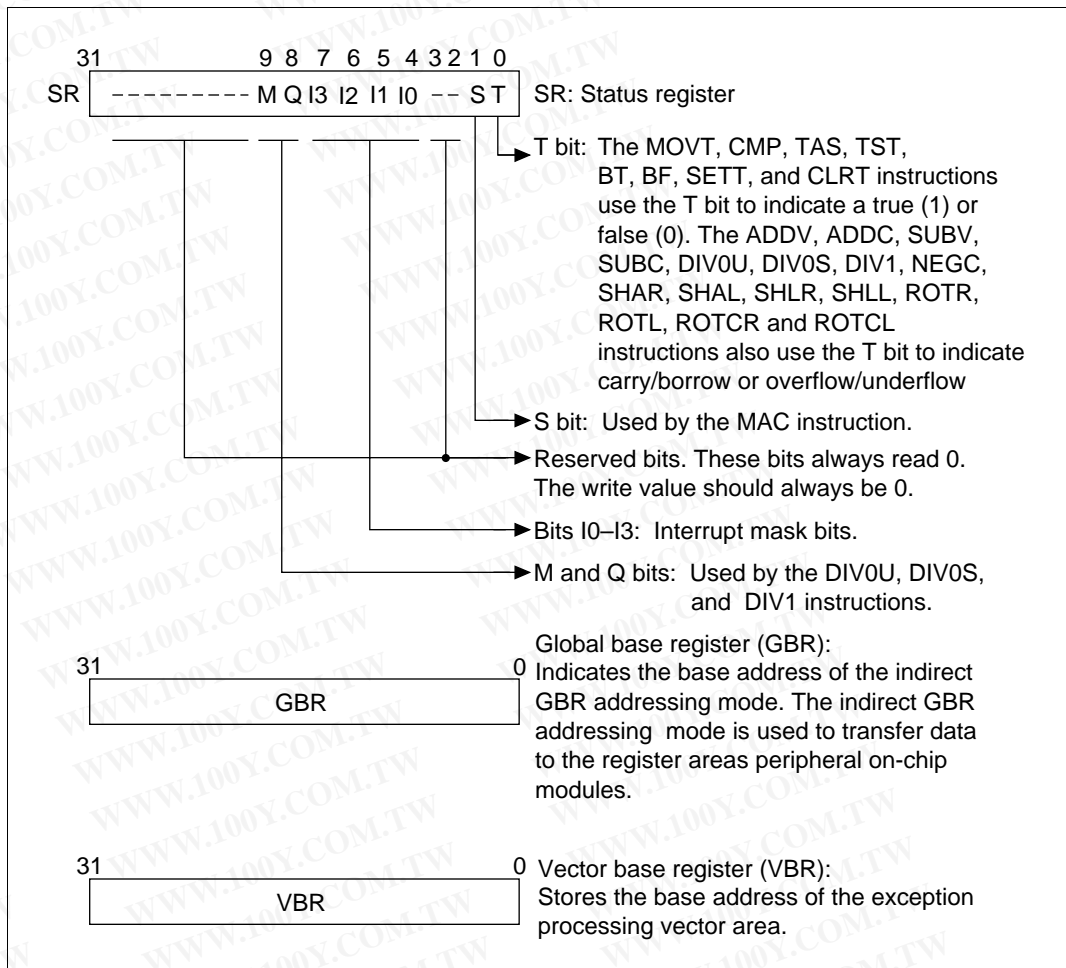 31 9 8 7 6 5 4 3 2 1 0
SR ---------- M Q I3 I2 I1 I0 -- S T SR: Status register
T bit: The MOVT, CMP, TAS, TST,
BT, BF, SETT, and CLRT instructions
use the T bit to indicate a true (1) or
false (0). The ADDV, ADDC, SUBV,
SUBC, DIV0U, DIV0S, DIV1, NEGC,
SHAR, SHAL, SHLR, SHLL, ROTR,
ROTL, ROTCR and ROTCL
instructions also use the T bit to indicate
carry/borrow or overflow/underflow
S bit: Used by the MAC instruction.
Reserved bits. These bits always read 0.
The write value should always be 0.
Bits I0–I3: Interrupt mask bits.
M and Q bits: Used by the DIV0U, DIV0S,
and DIV1 instructions.
Global base register (GBR):
31 0 Indicates the base address of the indirect
GBR GBR addressing mode. The indirect GBR
addressing mode is used to transfer data
to the register areas peripheral on-chip
modules.
31 0 Vector base register (VBR):
VBR Stores the base address of the exception
processing vector area.
WWW.100Y.COM.TW